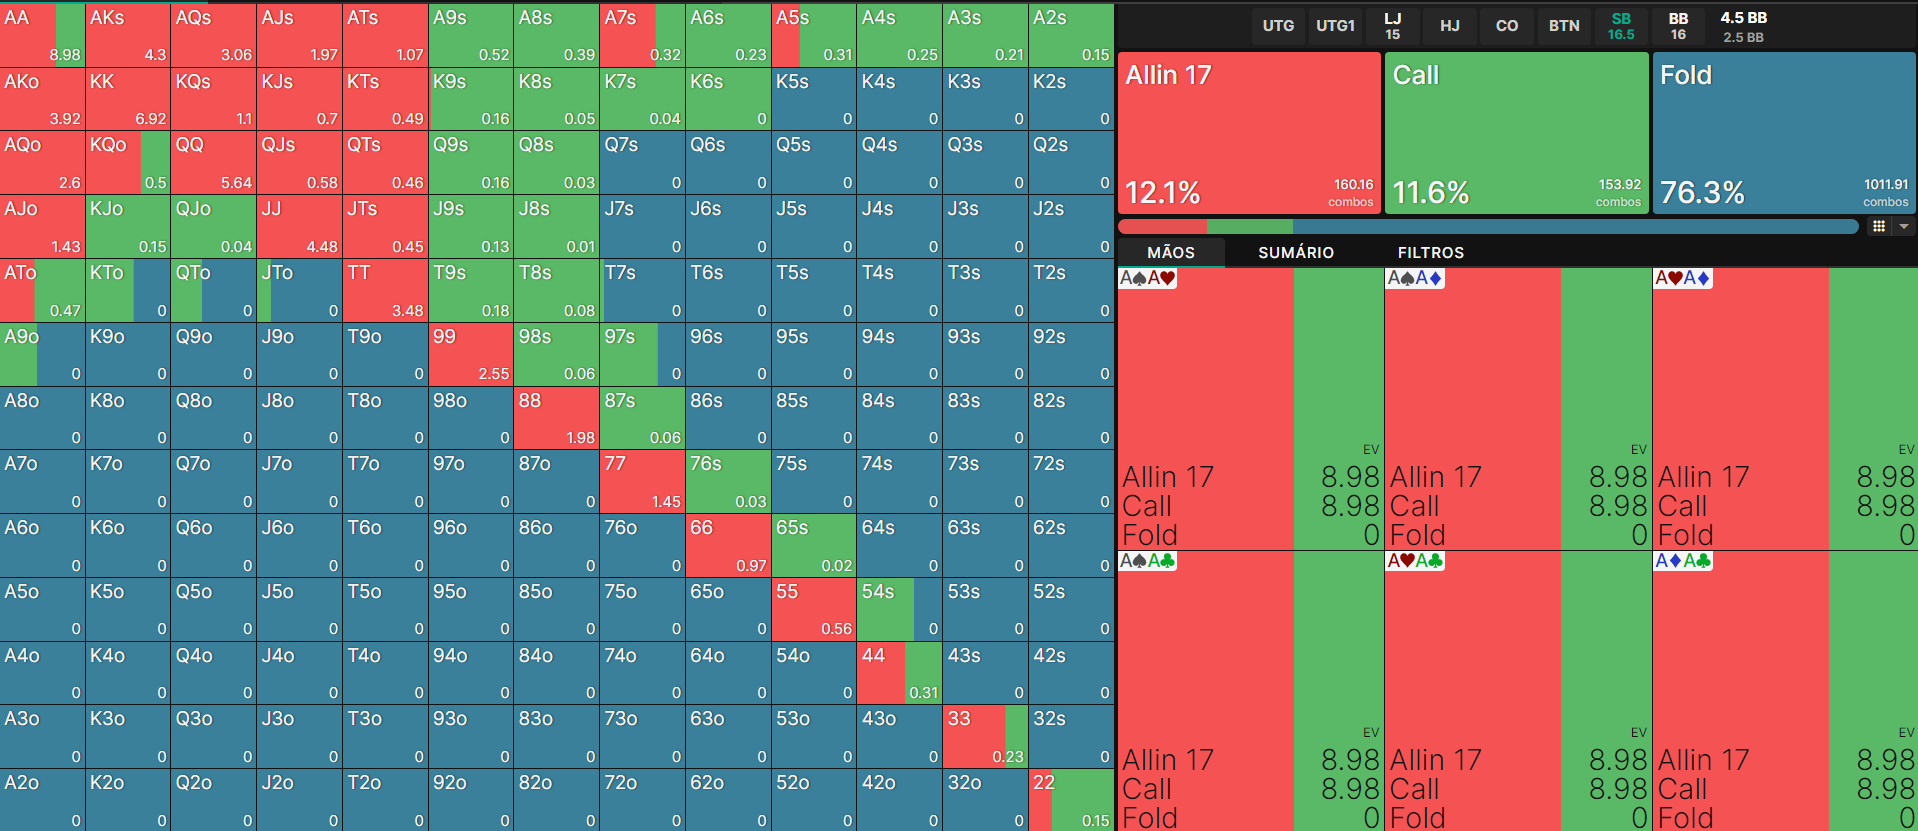 AA AKs AQs AJs ATs A9s A8s A7s A6s A5s A4s A3s A2s
8.98 4.3 3.06 1.97 1.07 0.52 0.39 0.32 0.23 0.31 0.25 0.21 0.15
AKo KK KQs KJs KTs K9s K8s K7s K6s K5s K4s K3s K2s
3.92 6.92 1.1 0.7 0.49 0.16 0.05 0.04 0 0 0 0 0
AQo KQo QQ QJs QTs Q9s Q8s Q7s Q6s Q5s Q4s Q3s Q2s
2.6 0.5 5.64 0.58 0.46 0.16 0.03 0 0 0 0 0 0
AJo KJo QJo JJ JTs J9s J8s J7s J6s J5s J4s J3s J2s
1.43 0.15 0.04 4.48 0.45 0.13 0.01 0 0 0 0 0 0
ATo KTo QTo JTo TT T9s T8s T7s T6s T5s T4s T3s T2s
0.47 0 0 0 3.48 0.18 0.08 0 0 0 0 0 0
A9o K9o Q9o J9o T9o 99 98s 97s 96s 95s 94s 93s 92s
0 0 0 0 0 2.55 0.06 0 0 0 0 0 0
A8o K8o Q8o J8o T8o 98o 88 87s 86s 85s 84s 83s 82s
0 0 0 0 0 0 1.98 0.06 0 0 0 0 0
A7o K7o Q7o J7o T7o 97o 87o 77 76s 75s 74s 73s 72s
0 0 0 0 0 0 0 1.45 0.03 0 0 0 0
A6o K6o Q6o J6o T6o 96o 86o 76o 66 65s 64s 63s 62s
0 0 0 0 0 0 0 0 0.97 0.02 0 0 0
A5o K5o Q5o J5o T5o 95o 85o 75o 65o 55 54s 53s 52s
0 0 0 0 0 0 0 0 0 0.56 0 0 0
A4o K4o Q4o J4o T4o 94o 84o 74o 64o 54o 44 43s 42s
0 0 0 0 0 0 0 0 0 0 0.31 0 0
A3o K3o Q3o J3o T3o 93o 83o 73o 63o 53o 43o 33 32s
0 0 0 0 0 0 0 0 0 0 0 0.23 0
A2o K2o Q2o J2o T2o 92o 82o 72o 62o 52o 42o 32o 22
0 0 0 0 0 0 0 0 0 0 0 0 0.15
UTG UTG1 LJ HJ CO BTN SB BB 4.5 BB
15 16.5 16 2.5 BB
Allin 17 Call Fold
12.1% 160.16 combos 11.6% 153.92 combos 76.3% 1011.91 combos
MÃOS SUMÁRIO FILTROS
A♠A♥ A♠A♦ A♥A♦
EV EV EV
Allin 17 8.98 Allin 17 8.98 Allin 17 8.98
Call 8.98 Call 8.98 Call 8.98
Fold 0 Fold 0 Fold 0
A♠A♣ A♥A♣ A♦A♣
EV EV EV
Allin 17 8.98 Allin 17 8.98 Allin 17 8.98
Call 8.98 Call 8.98 Call 8.98
Fold 0 Fold 0 Fold 0